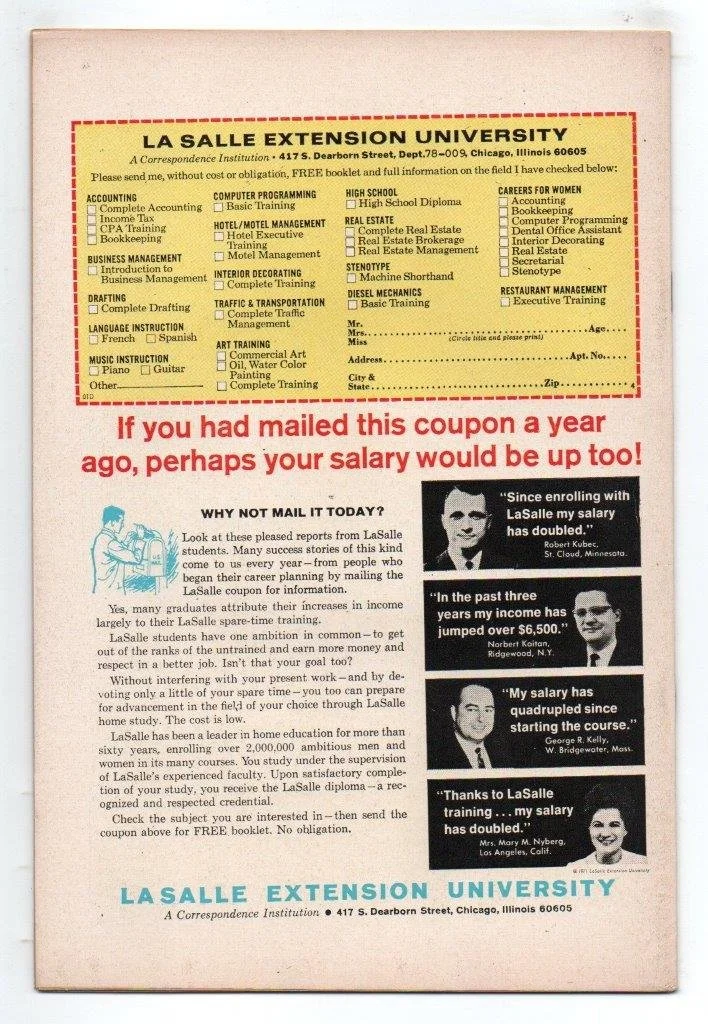 LA SALLE EXTENSION UNIVERSITY
A Correspondence Institution • 417 S. Dearborn Street, Dept.78-009, Chicago, Illinois 60605
Please send me, without cost or obligation, FREE booklet and full information on the field I have checked below:
ACCOUNTING
Complete Accounting
Income Tax
CPA Training
Bookkeeping
BUSINESS MANAGEMENT
Introduction to
Business Management
DRAFTING
Complete Drafting
LANGUAGE INSTRUCTION
French Spanish
MUSIC INSTRUCTION
Piano Guitar
Other
01D
COMPUTER PROGRAMMING
Basic Training
HOTEL/MOTEL MANAGEMENT
Hotel Executive
Training
Motel Management
INTERIOR DECORATING
Complete Training
TRAFFIC & TRANSPORTATION
Complete Traffic
Management
ART TRAINING
Commercial Art
Oil, Water Color
Painting
Complete Training
HIGH SCHOOL
High School Diploma
REAL ESTATE
Complete Real Estate
Real Estate Brokerage
Real Estate Management
STENOTYPE
Machine Shorthand
DIESEL MECHANICS
Basic Training
CAREERS FOR WOMEN
Accounting
Bookkeeping
Computer Programming
Dental Office Assistant
Interior Decorating
Real Estate
Secretarial
Stenotype
RESTAURANT MANAGEMENT
Executive Training
Mr.
Mrs. Age
Miss (Circle title and please print)
Address Apt. No.
City &
State Zip 4
If you had mailed this coupon a year
ago, perhaps your salary would be up too!
WHY NOT MAIL IT TODAY?
Look at these pleased reports from LaSalle
students. Many success stories of this kind
come to us every year—from people who
began their career planning by mailing the
LaSalle coupon for information.
Yes, many graduates attribute their increases in income
largely to their LaSalle spare-time training.
LaSalle students have one ambition in common—to get
out of the ranks of the untrained and earn more money and
respect in a better job. Isn't that your goal too?
Without interfering with your present work—and by de-
voting only a little of your spare time—you too can prepare
for advancement in the field of your choice through LaSalle
home study. The cost is low.
LaSalle has been a leader in home education for more than
sixty years, enrolling over 2,000,000 ambitious men and
women in its many courses. You study under the supervision
of LaSalle's experienced faculty. Upon satisfactory comple-
tion of your study, you receive the LaSalle diploma—a rec-
ognized and respected credential.
Check the subject you are interested in—then send the
coupon above for FREE booklet. No obligation.
U.S.
MAIL
"Since enrolling with
LaSalle my salary
has doubled."
Robert Kubec,
St. Cloud, Minnesota.
"In the past three
years my income has
jumped over $6,500."
Norbert Kaitan,
Ridgewood, N.Y.
"My salary has
quadrupled since
starting the course."
George R. Kelly,
W. Bridgewater, Mass.
"Thanks to LaSalle
training . . . my salary
has doubled."
Mrs. Mary M. Nyberg,
Los Angeles, Calif.
© 1971 LaSalle Extension University
LA SALLE EXTENSION UNIVERSITY
A Correspondence Institution • 417 S. Dearborn Street, Chicago, Illinois 60605